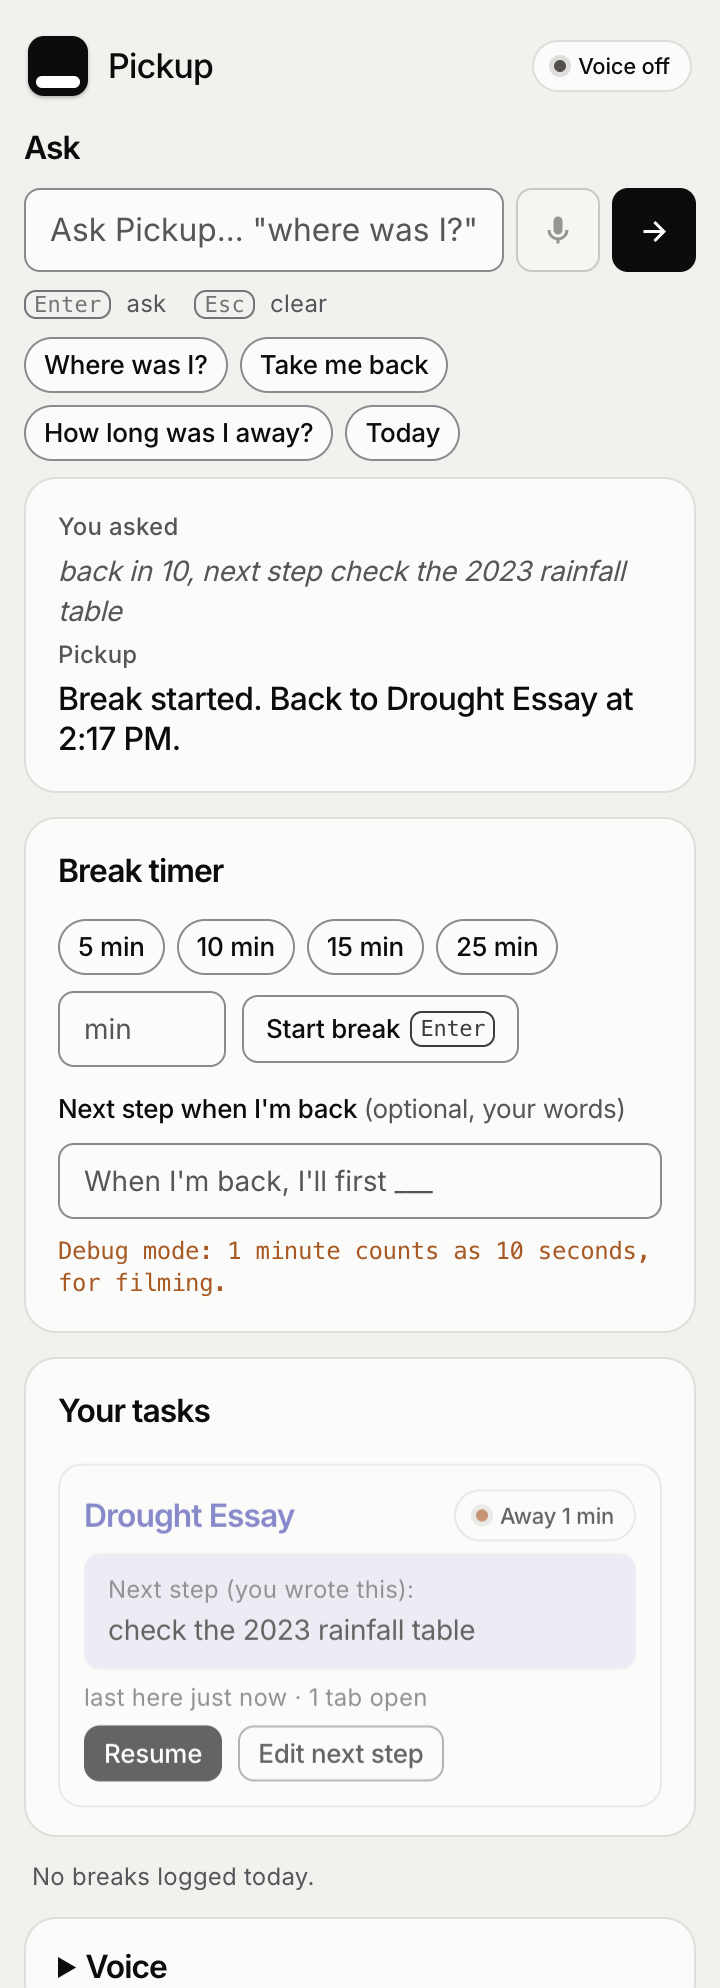 Pickup
Voice off
Ask
Ask Pickup... "where was I?"
Enter ask Esc clear
Where was I? Take me back
How long was I away? Today
You asked
back in 10, next step check the 2023 rainfall
table
Pickup
Break started. Back to Drought Essay at
2:17 PM.
Break timer
5 min 10 min 15 min 25 min
min Start break Enter
Next step when I'm back (optional, your words)
When I'm back, I'll first ___
Debug mode: 1 minute counts as 10 seconds,
for filming.
Your tasks
Drought Essay Away 1 min
Next step (you wrote this):
check the 2023 rainfall table
last here just now · 1 tab open
Resume Edit next step
No breaks logged today.
Voice